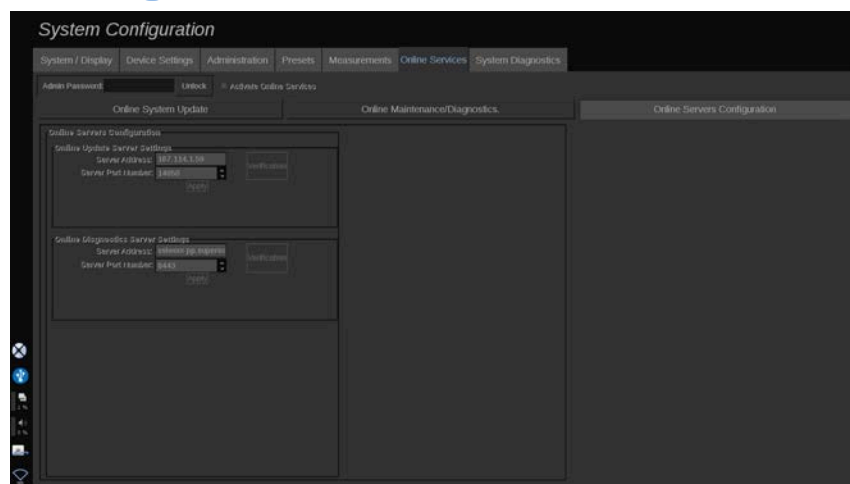 System Configuration
System / Display Device Settings Administration Presets Measurements Online Services System Diagnostics
Admin Password: Unlock Activate Online Services
Online System Update Online Maintenance/Diagnostics. Online Servers Configuration
Online Servers Configuration
Online Update Server Settings
Server Address:
Server Port Number: 14050
Verification
Apply
Online Diagnostics Server Settings
Server Address:
Server Port Number: 8443
Verification
Apply